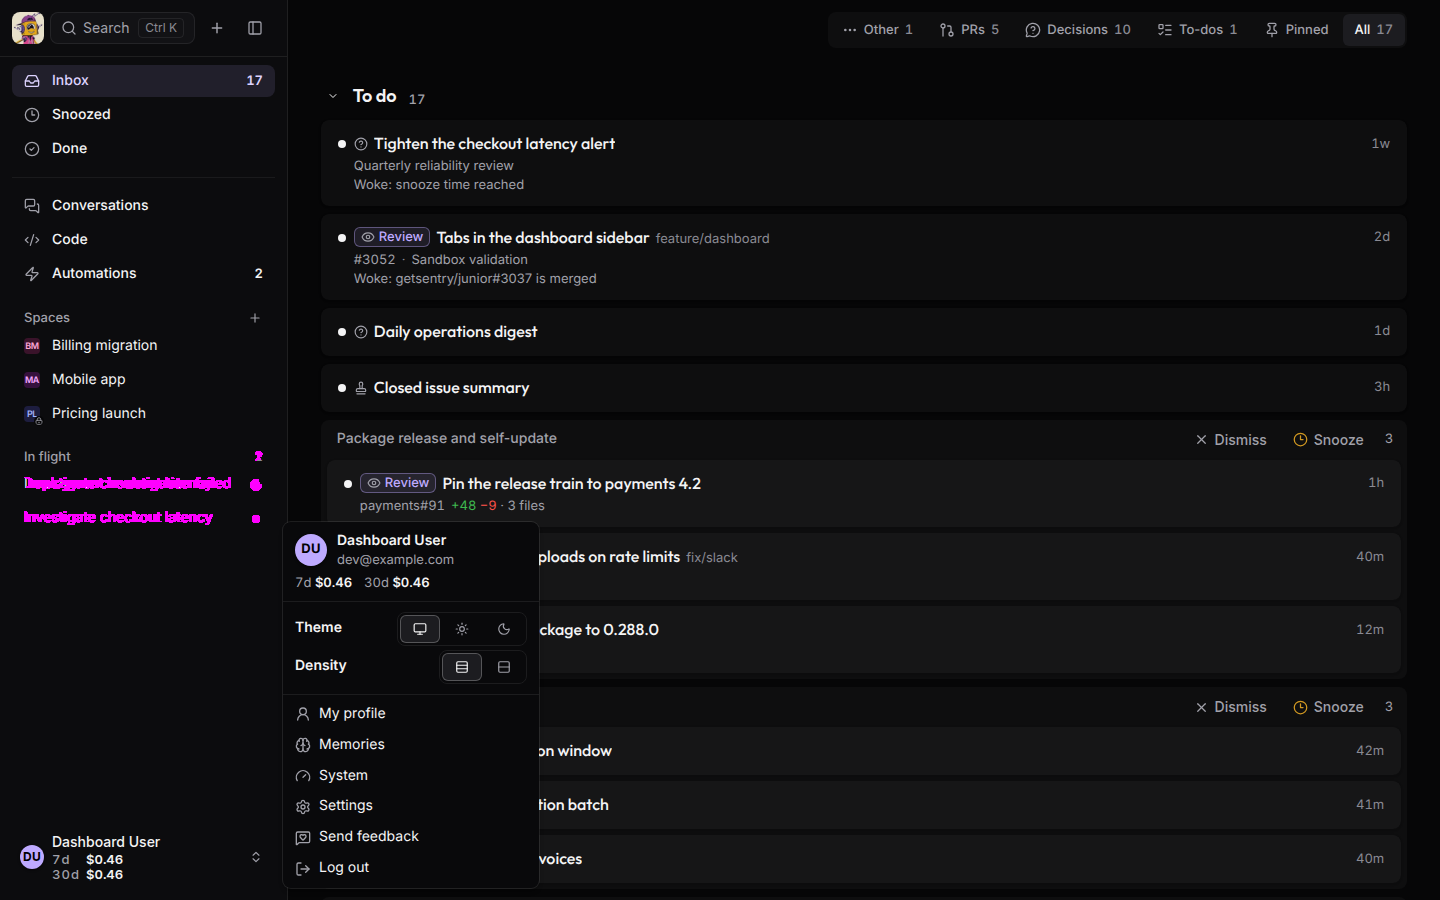 Search Ctrl K
Inbox 17
Snoozed
Done
Conversations
Code
Automations 2
Spaces
BM Billing migration
MA Mobile app
PL Pricing launch
In flight 2
Investigate checkout latency
DU Dashboard User
7d $0.46
30d $0.46
Other 1 PRs 5 Decisions 10 To-dos 1 Pinned All 17
To do 17
Tighten the checkout latency alert 1w
Quarterly reliability review
Woke: snooze time reached
Review Tabs in the dashboard sidebar feature/dashboard 2d
#3052 · Sandbox validation
Woke: getsentry/junior#3037 is merged
Daily operations digest 1d
Closed issue summary 3h
Package release and self-update Dismiss Snooze 3
Review Pin the release train to payments 4.2 1h
payments#91 +48 −9 · 3 files
ploads on rate limits fix/slack 40m
ckage to 0.288.0 12m
Dismiss Snooze 3
on window 42m
tion batch 41m
voices 40m
DU Dashboard User
dev@example.com
7d $0.46 30d $0.46
Theme
Density
My profile
Memories
System
Settings
Send feedback
Log out